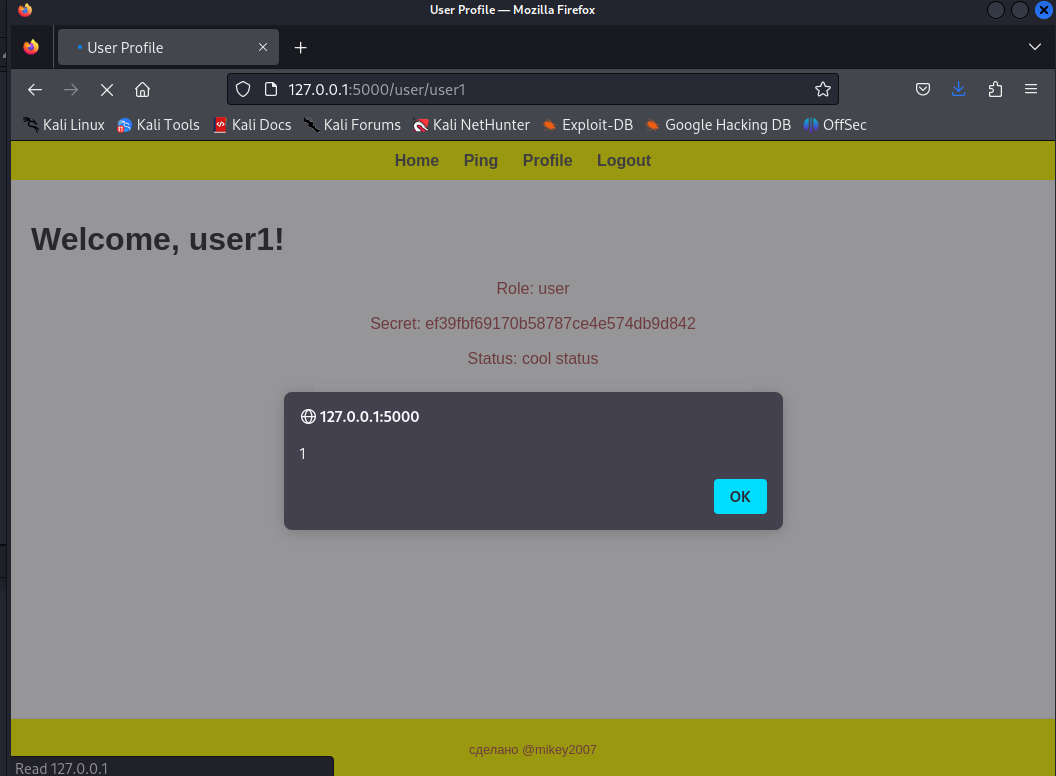 User Profile — Mozilla Firefox
User Profile
127.0.0.1:5000/user/user1
Kali Linux Kali Tools Kali Docs Kali Forums Kali NetHunter Exploit-DB Google Hacking DB OffSec
Home Ping Profile Logout
Welcome, user1!
Role: user
Secret: ef39fbf69170b58787ce4e574db9d842
Status: cool status
127.0.0.1:5000
1
OK
сделано @mikey2007
Read 127.0.0.1